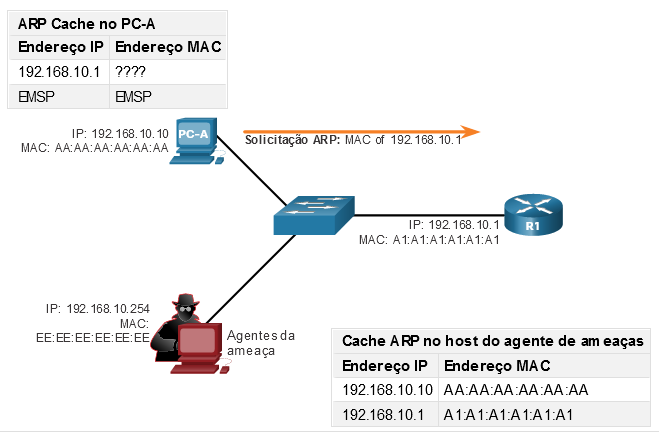 ARP Cache no PC-A
Endereço IP Endereço MAC
192.168.10.1 ????
EMSP EMSP
IP: 192.168.10.10
MAC: AA:AA:AA:AA:AA:AA
PC-A
Solicitação ARP: MAC of 192.168.10.1
IP: 192.168.10.1
MAC: A1:A1:A1:A1:A1:A1
R1
IP: 192.168.10.254
MAC:
EE:EE:EE:EE:EE:EE
Agentes da
ameaça
Cache ARP no host do agente de ameaças
Endereço IP Endereço MAC
192.168.10.10 AA:AA:AA:AA:AA:AA
192.168.10.1 A1:A1:A1:A1:A1:A1